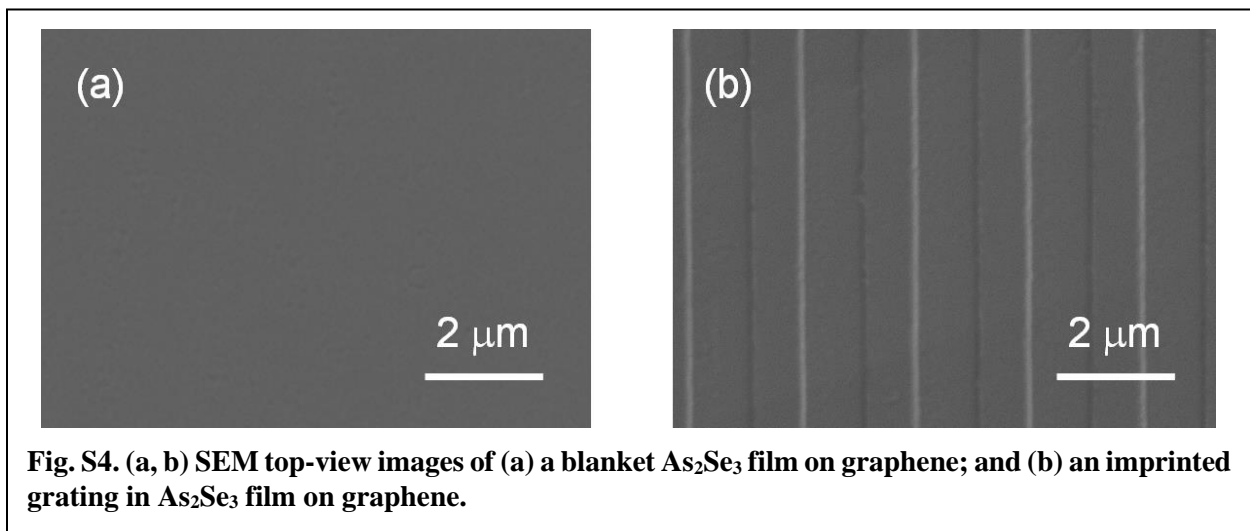 (a) (b)
2 μm 2 μm
Fig. S4. (a, b) SEM top-view images of (a) a blanket As₂Se₃ film on graphene; and (b) an imprinted
grating in As₂Se₃ film on graphene.